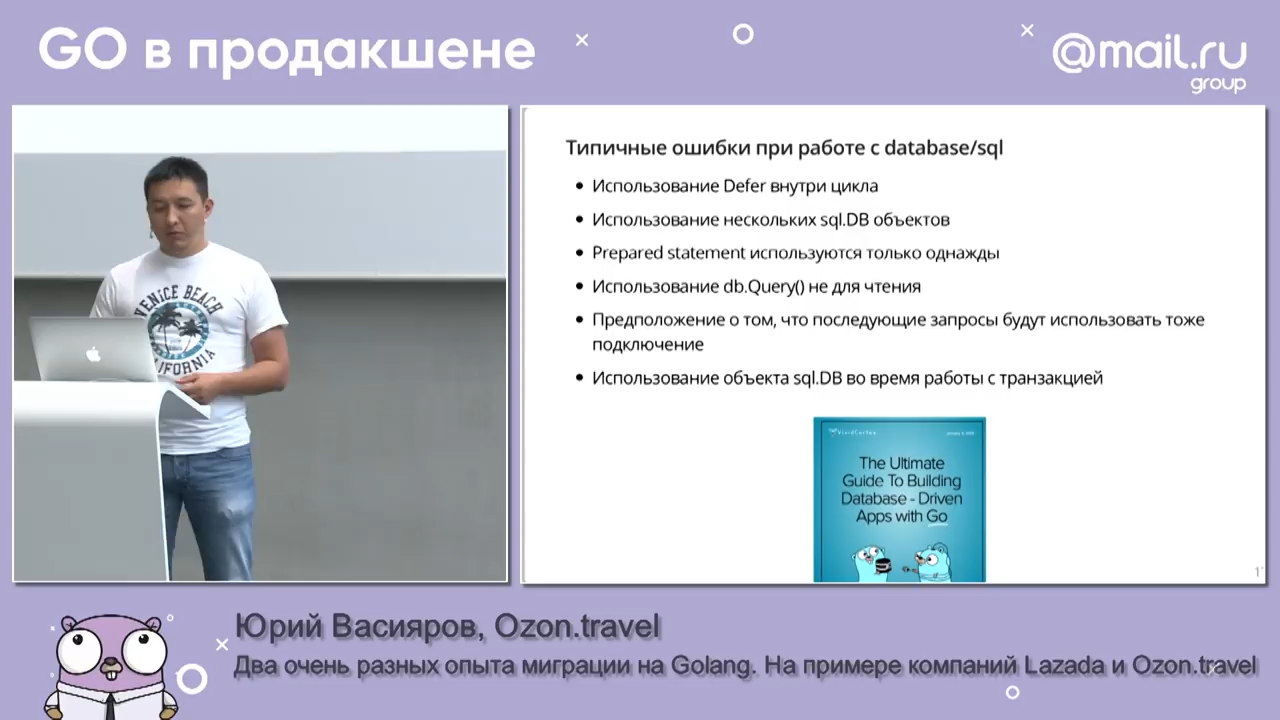 GO в продакшене
@mail.ru
group
VENICE BEACH
CALIFORNIA
Типичные ошибки при работе с database/sql
• Использование Defer внутри цикла
• Использование нескольких sql.DB объектов
• Prepared statement используются только однажды
• Использование db.Query() не для чтения
• Предположение о том, что последующие запросы будут использовать тоже
подключение
• Использование объекта sql.DB во время работы с транзакцией
VividCortex
The Ultimate
Guide To Building
Database - Driven
Apps with Go
Юрий Васияров, Ozon.travel
Два очень разных опыта миграции на Golang. На примере компаний Lazada и Ozon.travel